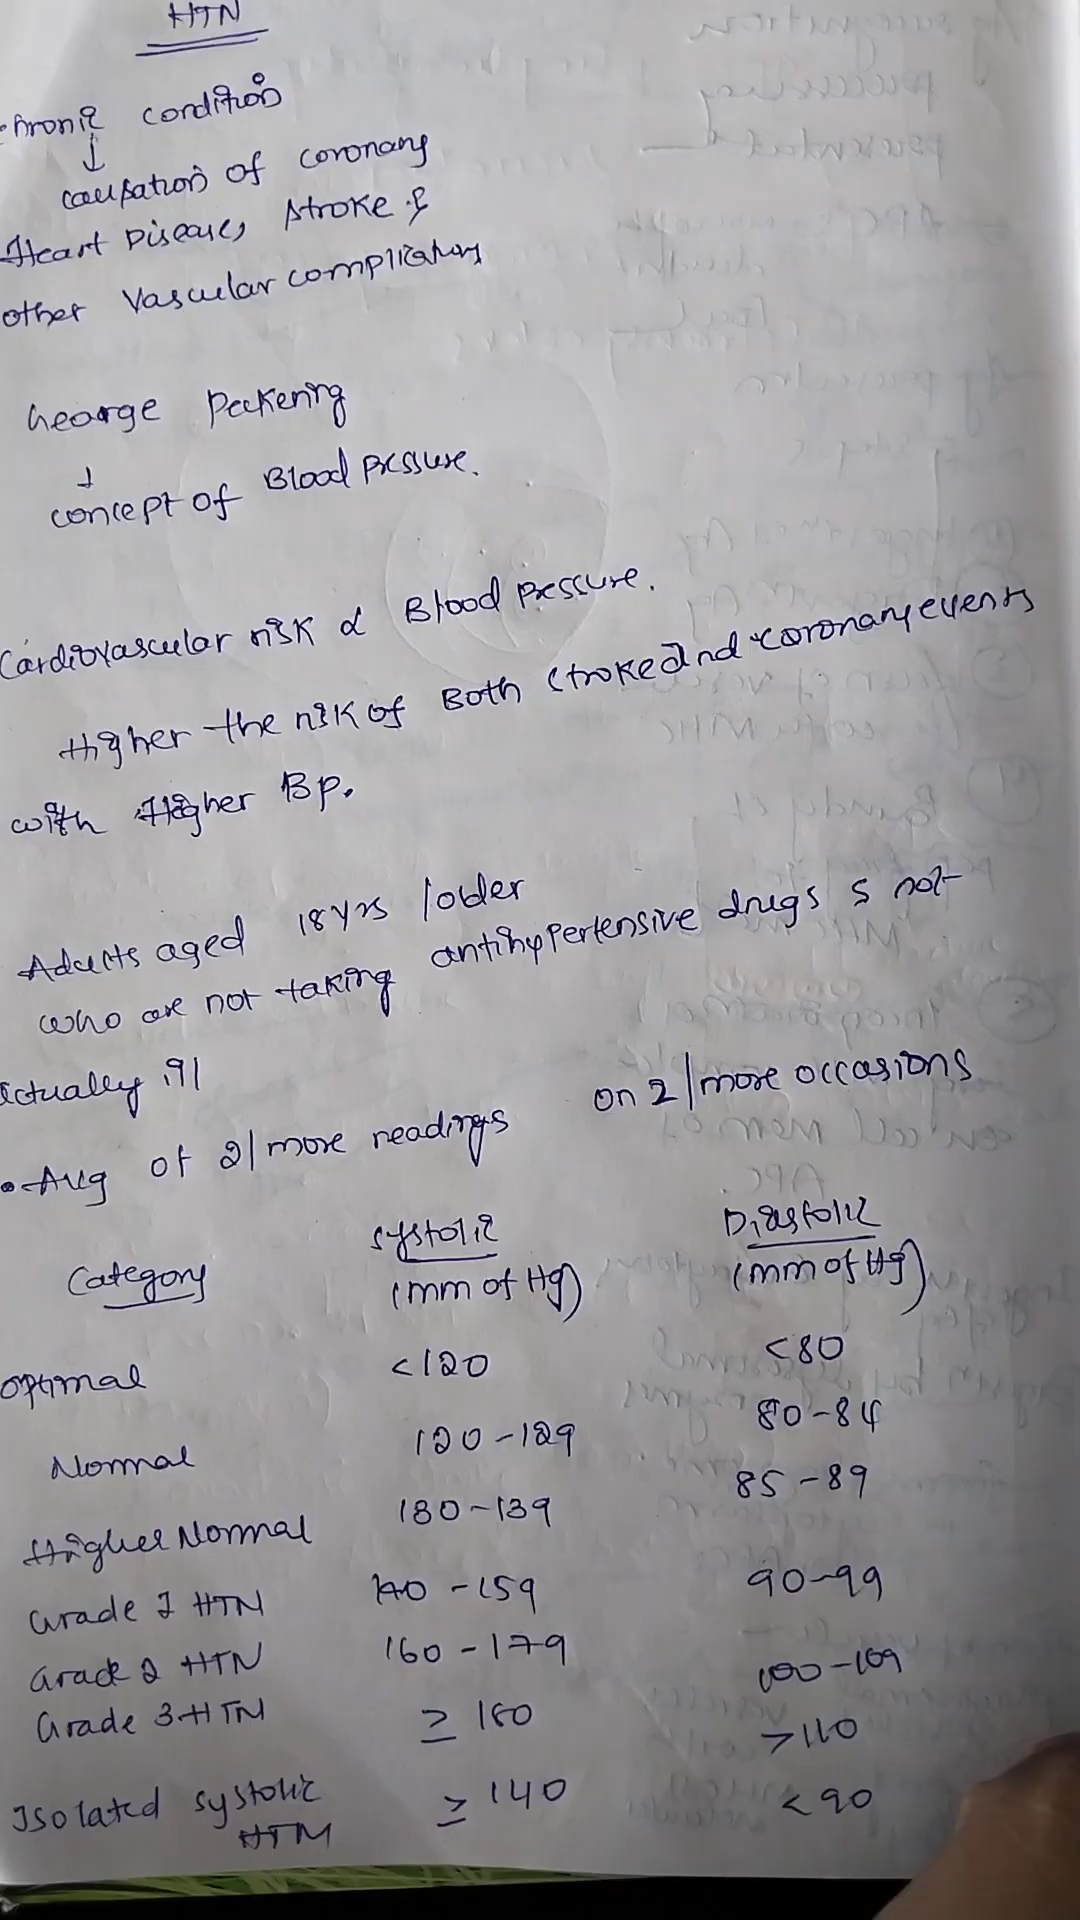 HTN
chronic condition
↓
causation of coronary
Heart Diseases, stroke &
other vascular complications
George Peckering
↓
concept of Blood Pressure.
Cardiovascular risk α Blood pressure.
Higher the risk of Both stroke and coronary events
with Higher Bp.
Adults aged 18yrs / older
who are not taking antihypertensive drugs s not
actually ill
• Avg of 2/more readings on 2/more occasions
Category systolic (mm of Hg) Diastolic (mm of Hg)
optimal <120 <80
Normal 120-129 80-84
Higher Normal 130-139 85-89
Grade 1 HTN 140-159 90-99
Grade 2 HTN 160-179 100-109
Grade 3 HTN ≥ 180 >110
Isolated systolic HTN ≥ 140 <90